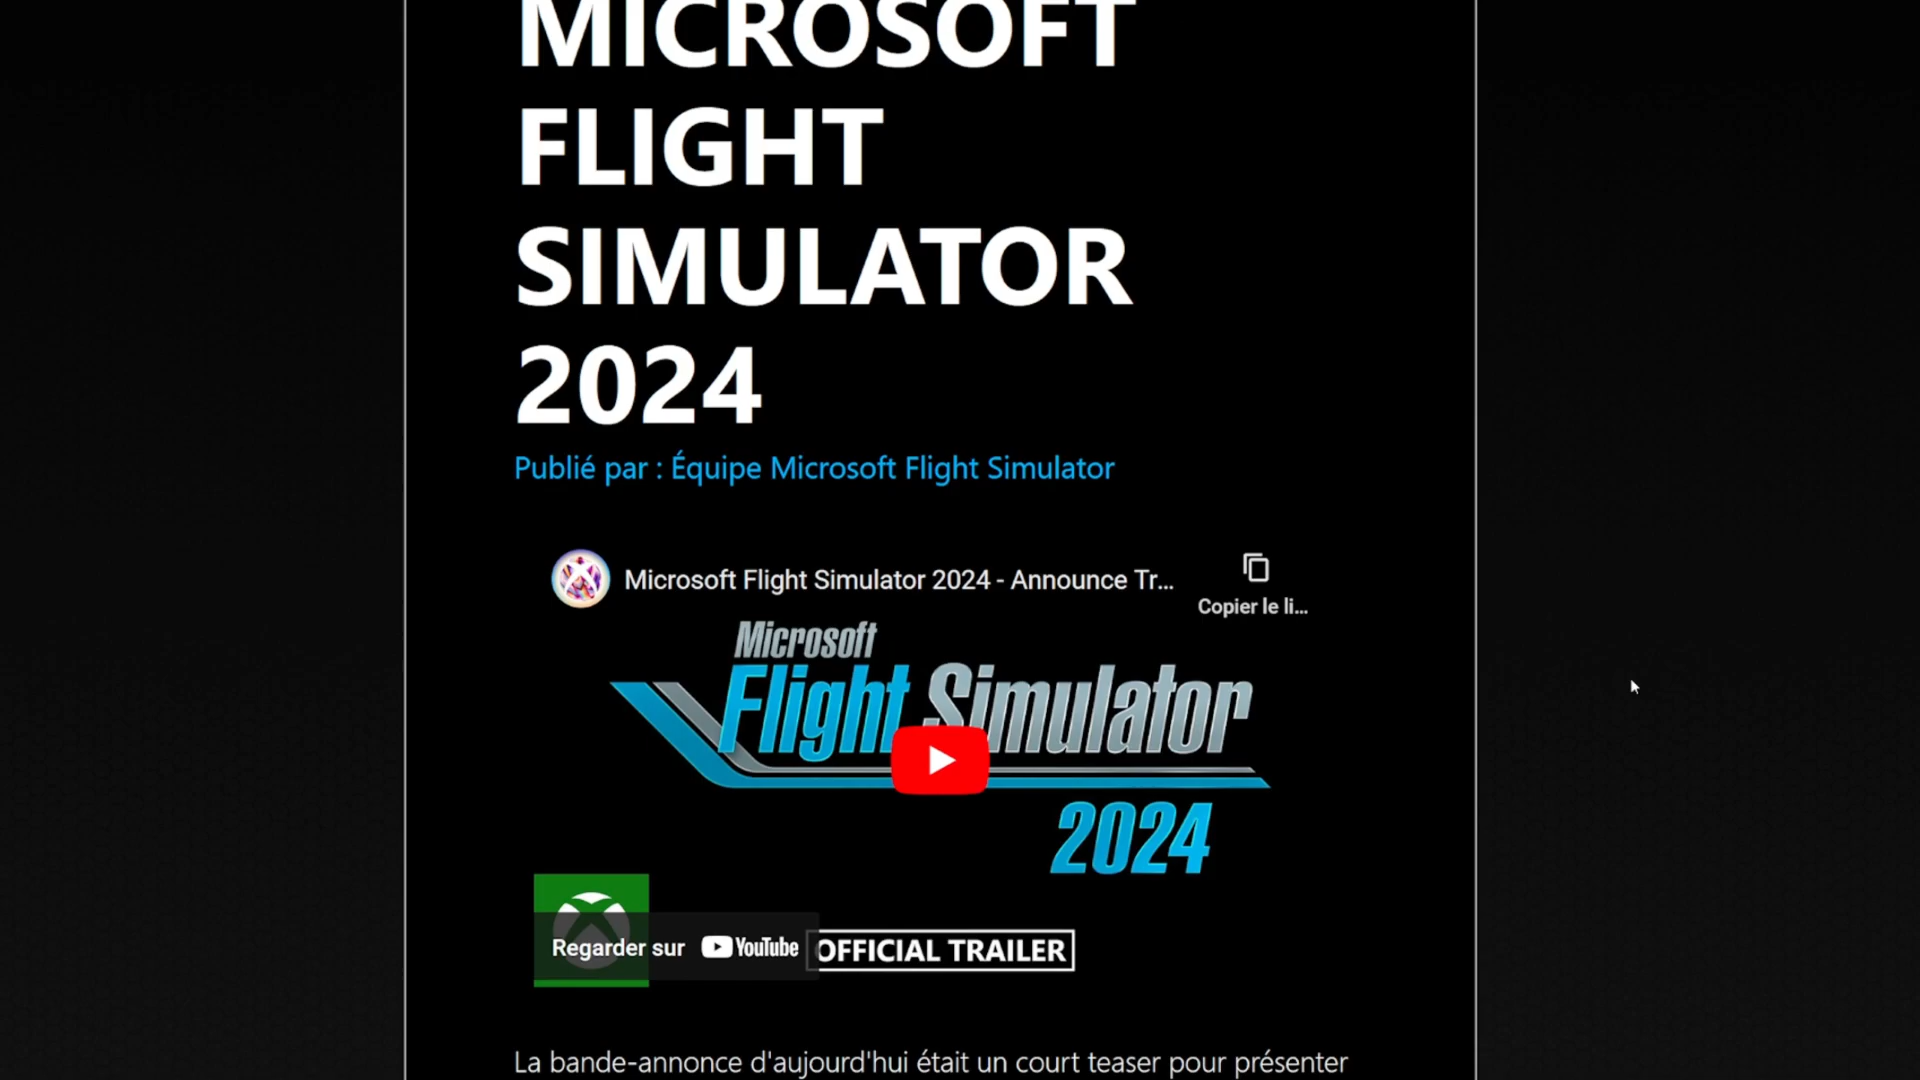 MICROSOFT
FLIGHT
SIMULATOR
2024
Publié par : Équipe Microsoft Flight Simulator
Microsoft Flight Simulator 2024 - Announce Tr...
Copier le li...
Microsoft
Flight Simulator
2024
Regarder sur YouTube
OFFICIAL TRAILER
La bande-annonce d'aujourd'hui était un court teaser pour présenter